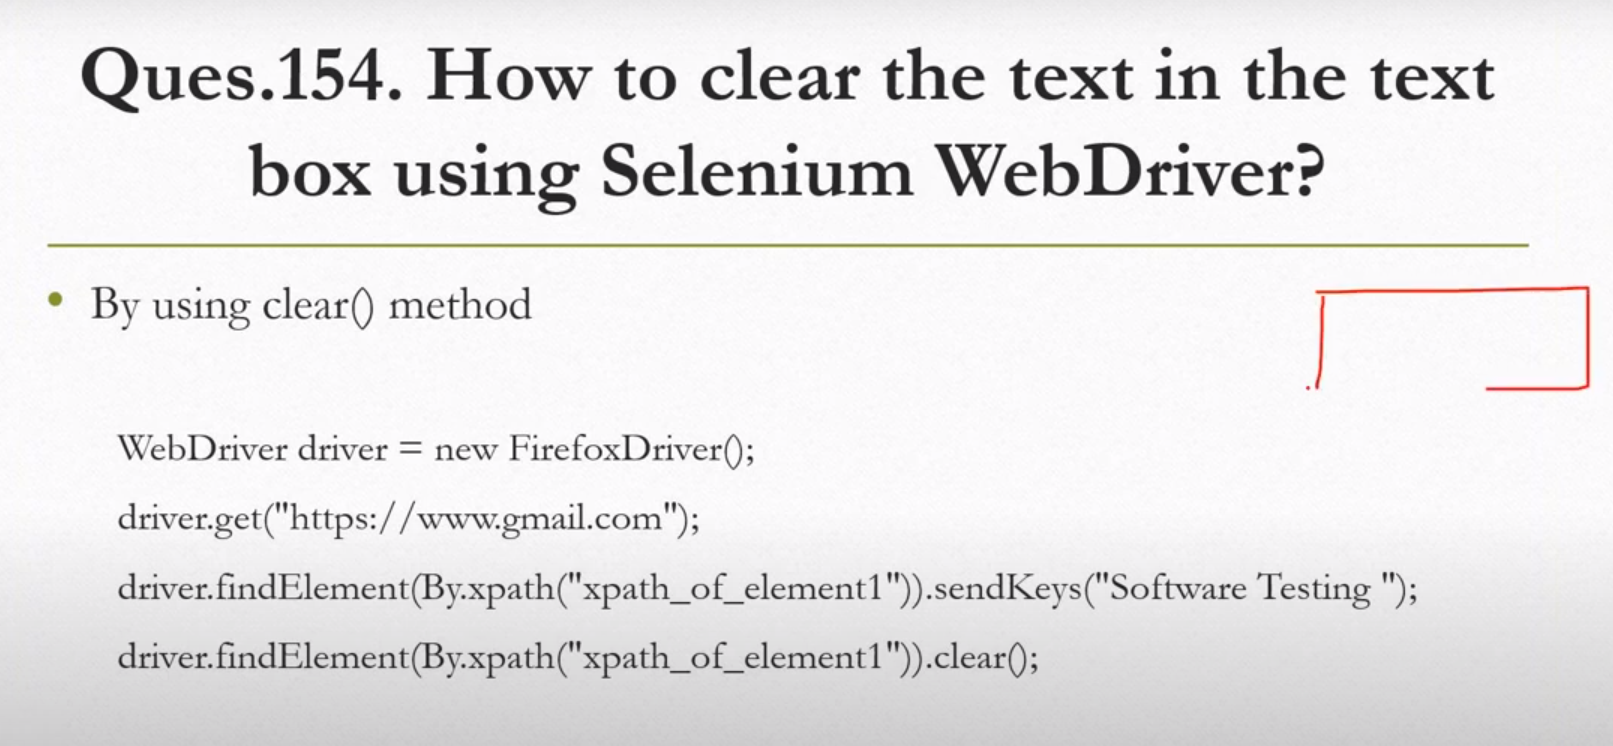 Ques.154. How to clear the text in the text
box using Selenium WebDriver?
• By using clear() method
WebDriver driver = new FirefoxDriver();
driver.get("https://www.gmail.com");
driver.findElement(By.xpath("xpath_of_element1")).sendKeys("Software Testing ");
driver.findElement(By.xpath("xpath_of_element1")).clear();